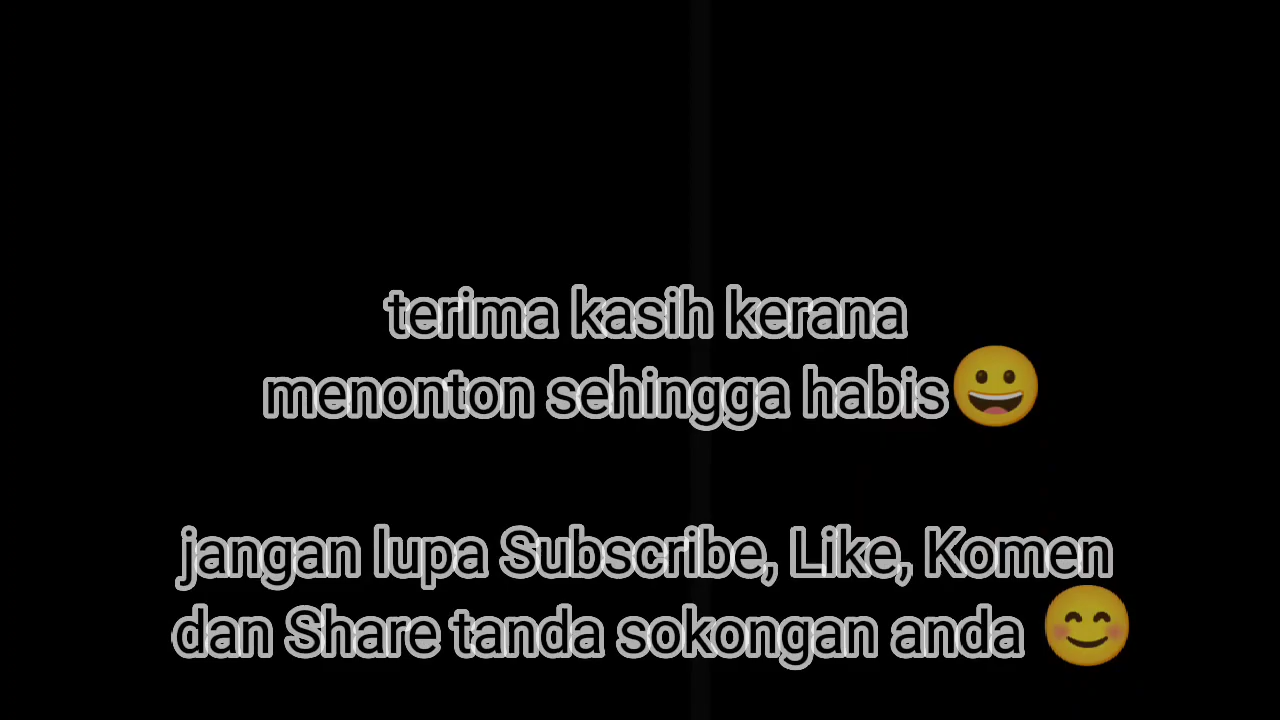 terima kasih kerana
menonton sehingga habis😀
jangan lupa Subscribe, Like, Komen
dan Share tanda sokongan anda 😊